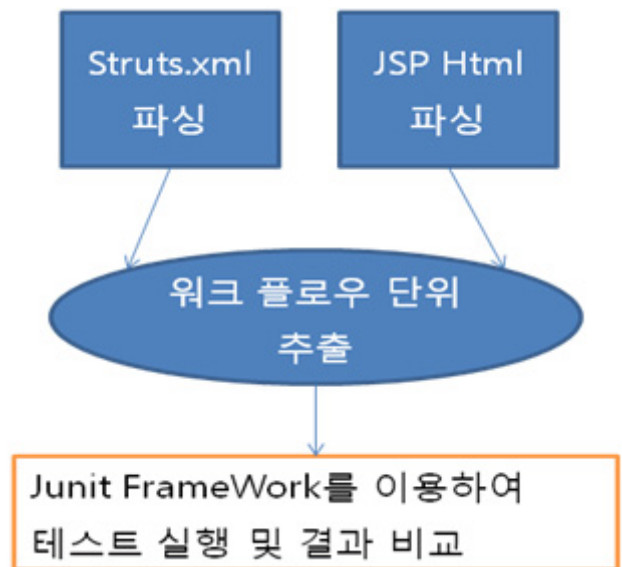 Struts.xml
파싱
JSP Html
파싱
워크 플로우 단위
추출
Junit FrameWork를 이용하여
테스트 실행 및 결과 비교